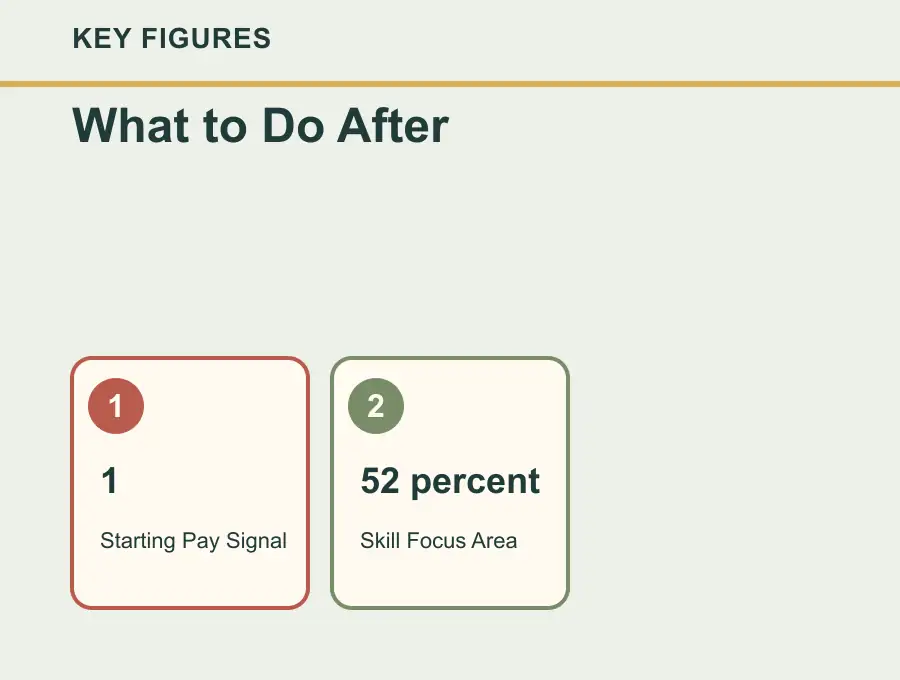 KEY FIGURES
What to Do After
1
1
Starting Pay Signal
2
52 percent
Skill Focus Area